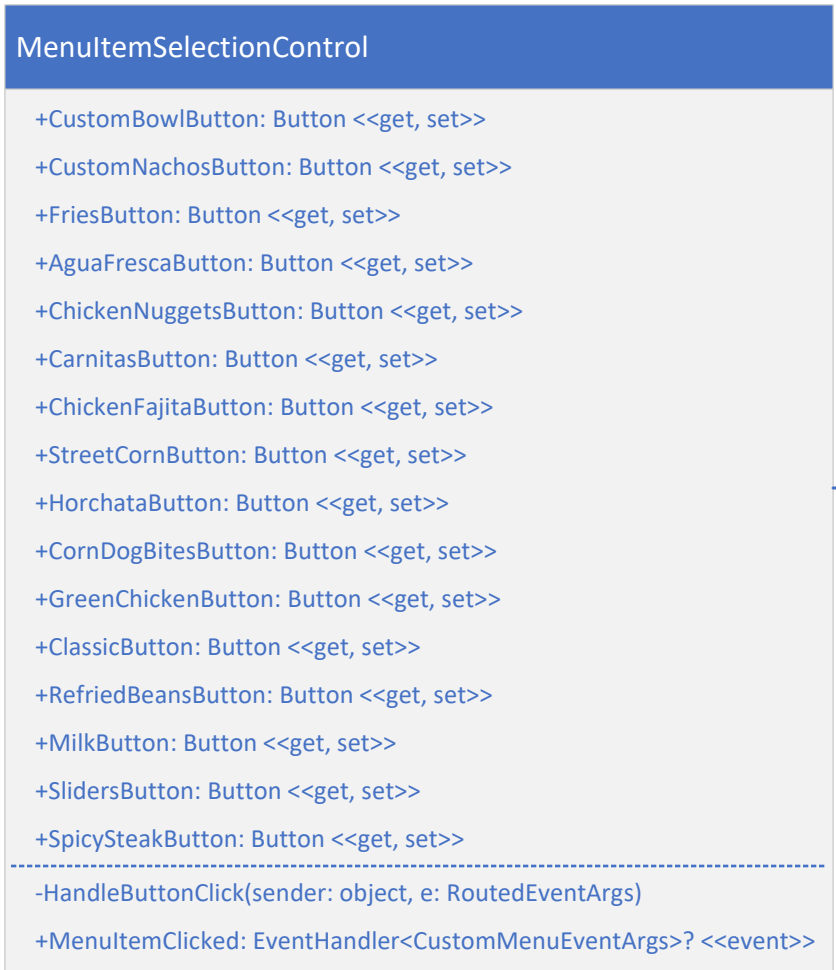 MenuItemSelectionControl
+CustomBowlButton: Button <<get, set>>
+CustomNachosButton: Button <<get, set>>
+FriesButton: Button <<get, set>>
+AguaFrescaButton: Button <<get, set>>
+ChickenNuggetsButton: Button <<get, set>>
+CarnitasButton: Button <<get, set>>
+ChickenFajitaButton: Button <<get, set>>
+StreetCornButton: Button <<get, set>>
+HorchataButton: Button <<get, set>>
+CornDogBitesButton: Button <<get, set>>
+GreenChickenButton: Button <<get, set>>
+ClassicButton: Button <<get, set>>
+RefriedBeansButton: Button <<get, set>>
+MilkButton: Button <<get, set>>
+SlidersButton: Button <<get, set>>
+SpicySteakButton: Button <<get, set>>
-HandleButtonClick(sender: object, e: RoutedEventArgs)
+MenuItemClicked: EventHandler<CustomMenuEventArgs>? <<event>>